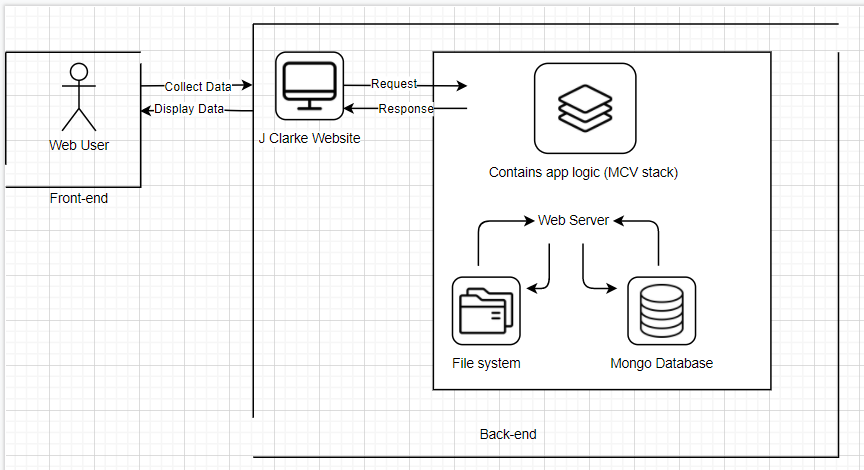 Collect Data
Request
Display Data
Response
J Clarke Website
Web User
Contains app logic (MCV stack)
Front-end
Web Server
File system
Mongo Database
Back-end